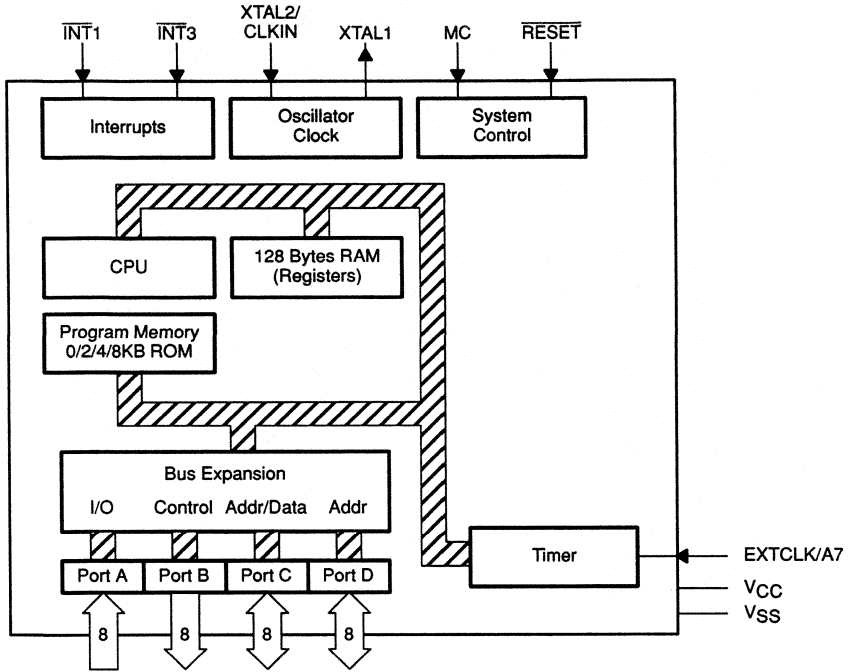 INT1 INT3 XTAL2/
CLKIN XTAL1 MC RESET
Interrupts
Oscillator
Clock
System
Control
CPU
128 Bytes RAM
(Registers)
Program Memory
0/2/4/8KB ROM
Bus Expansion
I/O Control Addr/Data Addr
Port A Port B Port C Port D
8 8 8 8
Timer
EXTCLK/A7
VCC
VSS